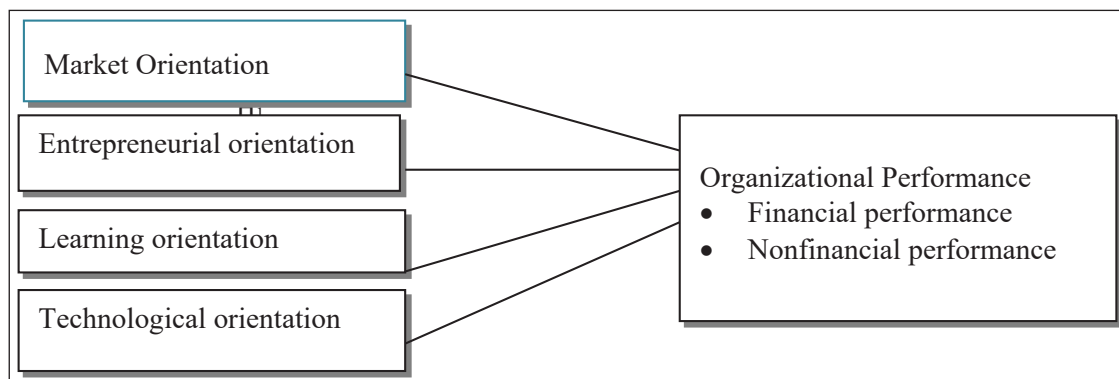 Market Orientation
Entrepreneurial orientation
Learning orientation
Technological orientation
Organizational Performance
• Financial performance
• Nonfinancial performance